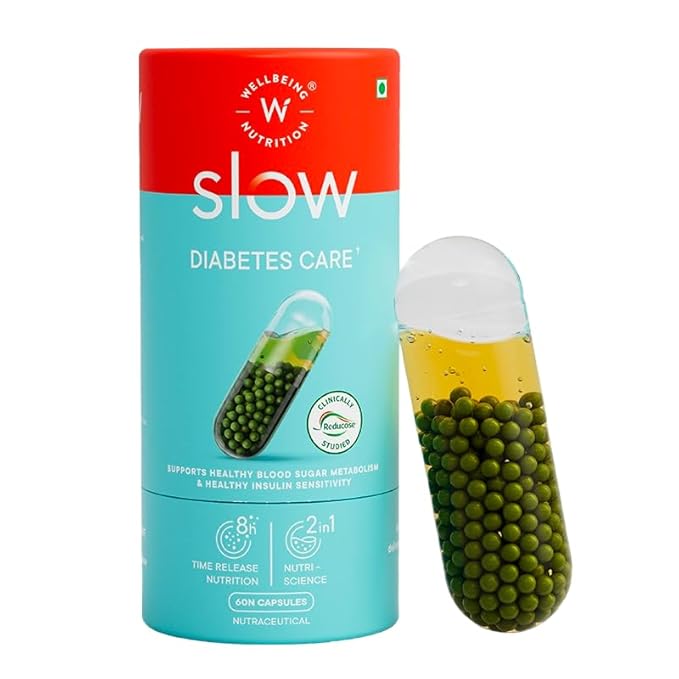 WELLBEING
W
NUTRITION
®
slow
DIABETES CARE†
CLINICALLY
Reducose
STUDIED
SUPPORTS HEALTHY BLOOD SUGAR METABOLISM
& HEALTHY INSULIN SENSITIVITY
8h
TIME RELEASE
NUTRITION
2in1
NUTRI-
SCIENCE
60N CAPSULES
NUTRACEUTICAL